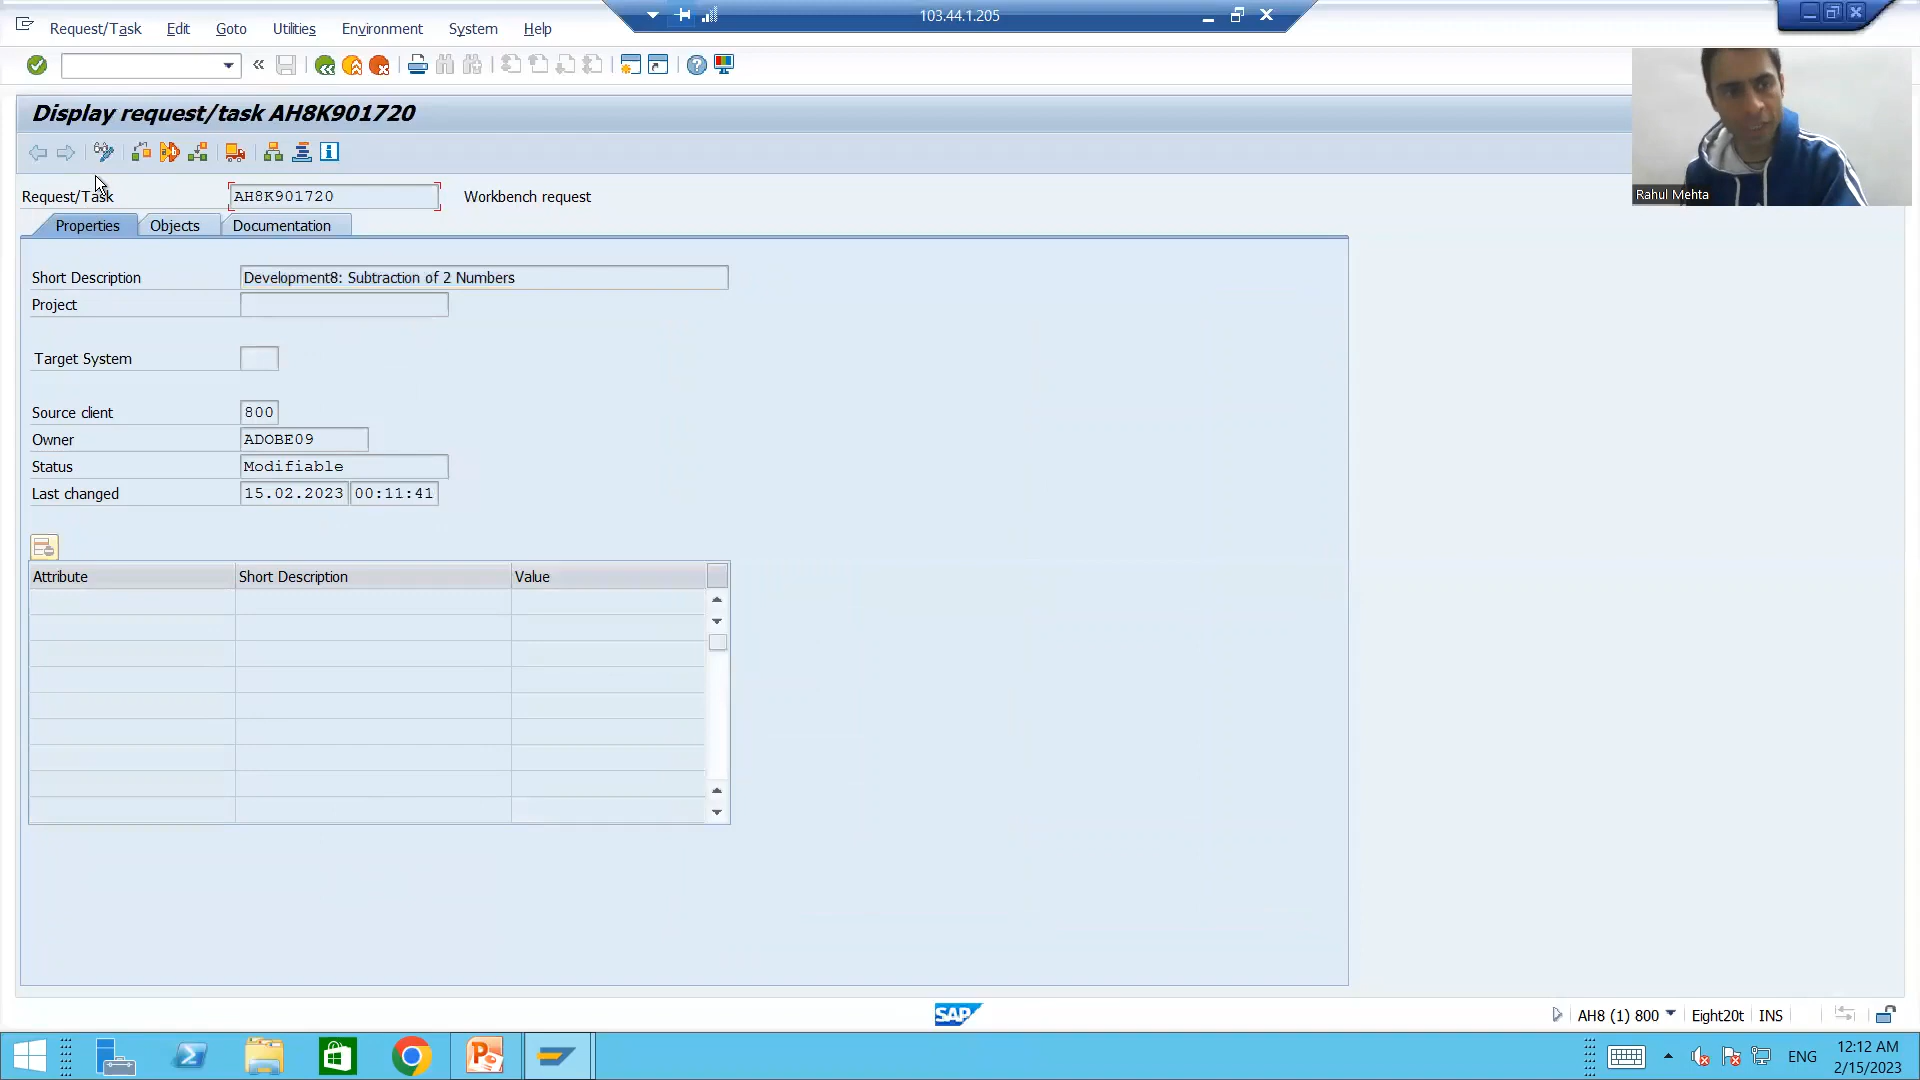 103.44.1.205
Request/Task Edit Goto Utilities Environment System Help
Display request/task AH8K901720
Rahul Mehta
Request/Task AH8K901720 Workbench request
Properties Objects Documentation
Short Description Development8: Subtraction of 2 Numbers
Project
Target System
Source client 800
Owner ADOBE09
Status Modifiable
Last changed 15.02.2023 00:11:41
Attribute Short Description Value
SAP
AH8 (1) 800 Eight20t INS
ENG
12:12 AM
2/15/2023